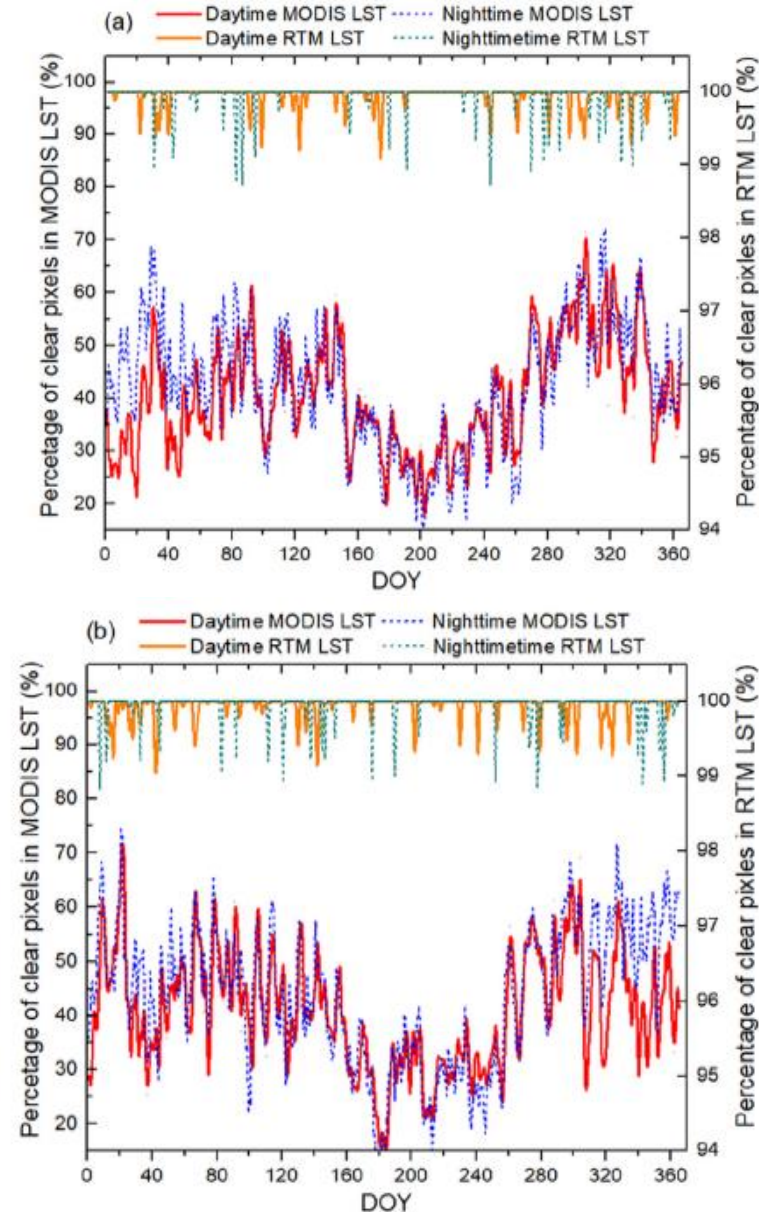 (a)
Daytime MODIS LST Nighttime MODIS LST
Daytime RTM LST Nighttimetime RTM LST
Percetage of clear pixels in MODIS LST (%)
100
90
80
70
60
50
40
30
20
100
99
98
97
96
95
94
Percentage of clear pixles in RTM LST (%)
0 40 80 120 160 200 240 280 320 360
DOY
(b)
Daytime MODIS LST Nighttime MODIS LST
Daytime RTM LST Nighttimetime RTM LST
Percetage of clear pixels in MODIS LST (%)
100
90
80
70
60
50
40
30
20
100
99
98
97
96
95
94
Percentage of clear pixles in RTM LST (%)
0 40 80 120 160 200 240 280 320 360
DOY